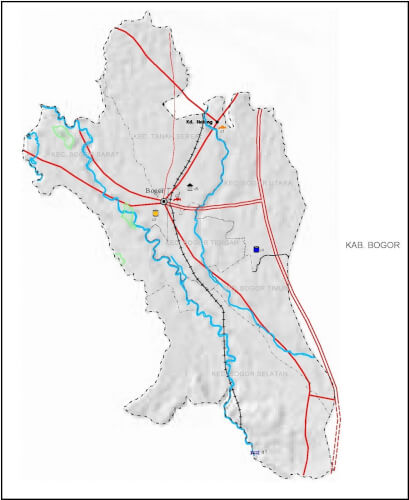 Kd. Halang
KEC. TANAH SEREAL
KEC. BOGOR BARAT
KEC. BOGOR UTARA
Bogor
KEC. BOGOR TENGAH
KAB. BOGOR
BOGOR TIMUR
KEC. BOGOR SELATAN